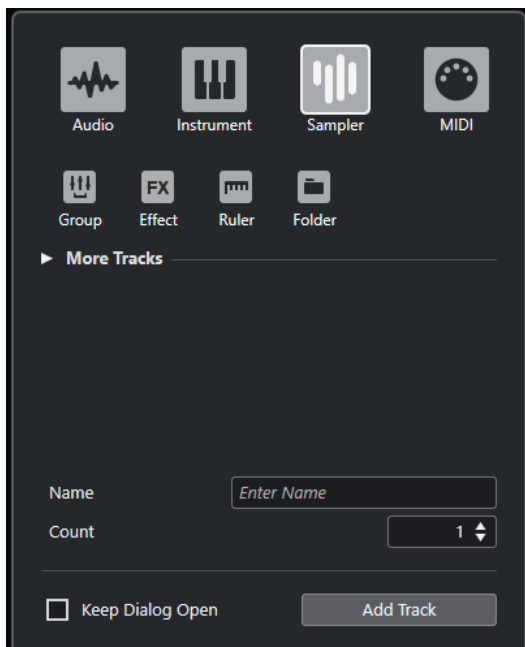 Audio Instrument Sampler MIDI
FX
Group Effect Ruler Folder
More Tracks
Name Enter Name
Count 1
Keep Dialog Open Add Track